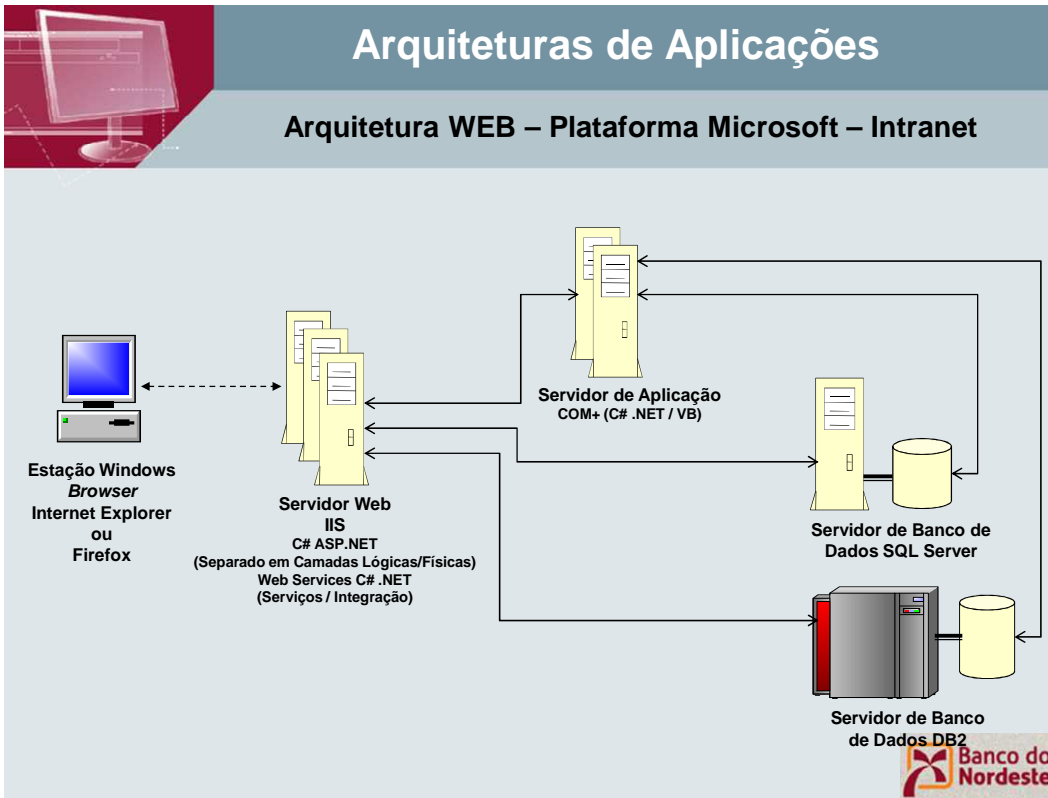 Arquiteturas de Aplicações
Arquitetura WEB – Plataforma Microsoft – Intranet
Servidor de Aplicação
COM+ (C# .NET / VB)
Estação Windows
Browser
Internet Explorer
ou
Firefox
Servidor Web
IIS
C# ASP.NET
(Separado em Camadas Lógicas/Físicas)
Web Services C# .NET
(Serviços / Integração)
Servidor de Banco de
Dados SQL Server
Servidor de Banco
de Dados DB2
Banco do
Nordeste